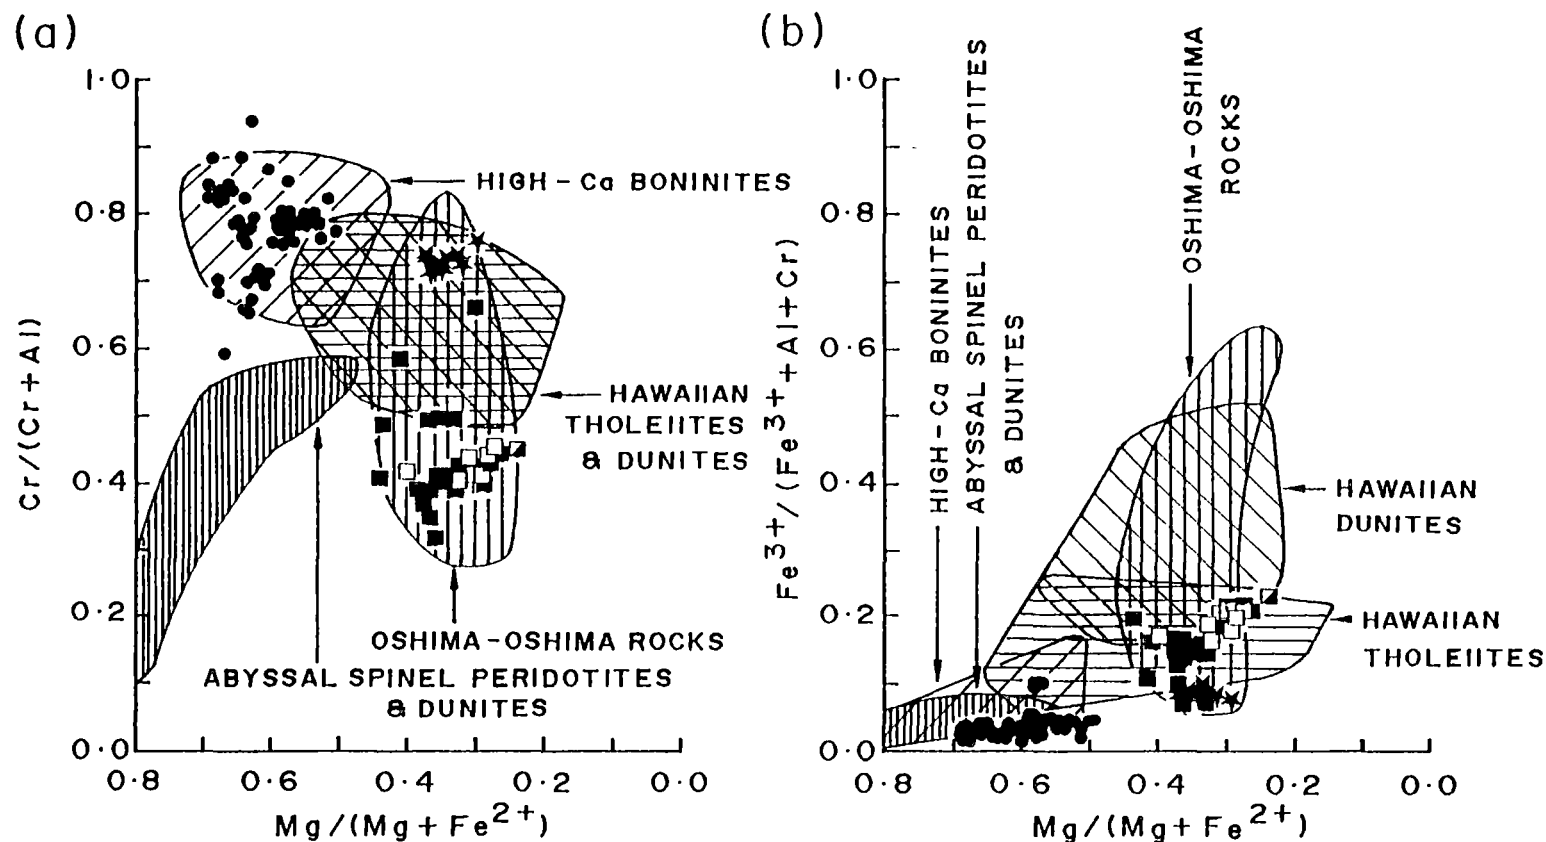 (a)
1·0
0·8
0·6
0·4
0·2
0·0
Cr/(Cr+Al)
HIGH-Ca BONINITES
HAWAIIAN
THOLEIITES
& DUNITES
OSHIMA-OSHIMA ROCKS
ABYSSAL SPINEL PERIDOTITES
& DUNITES
0·8 0·6 0·4 0·2 0·0
Mg/(Mg+Fe²⁺)
(b)
1·0
0·8
0·6
0·4
0·2
0·0
Fe³⁺/(Fe³⁺+Al+Cr)
HIGH-Ca BONINITES
ABYSSAL SPINEL PERIDOTITES
& DUNITES
OSHIMA-OSHIMA
ROCKS
HAWAIIAN
DUNITES
HAWAIIAN
THOLEIITES
0·8 0·6 0·4 0·2 0·0
Mg/(Mg+Fe²⁺)